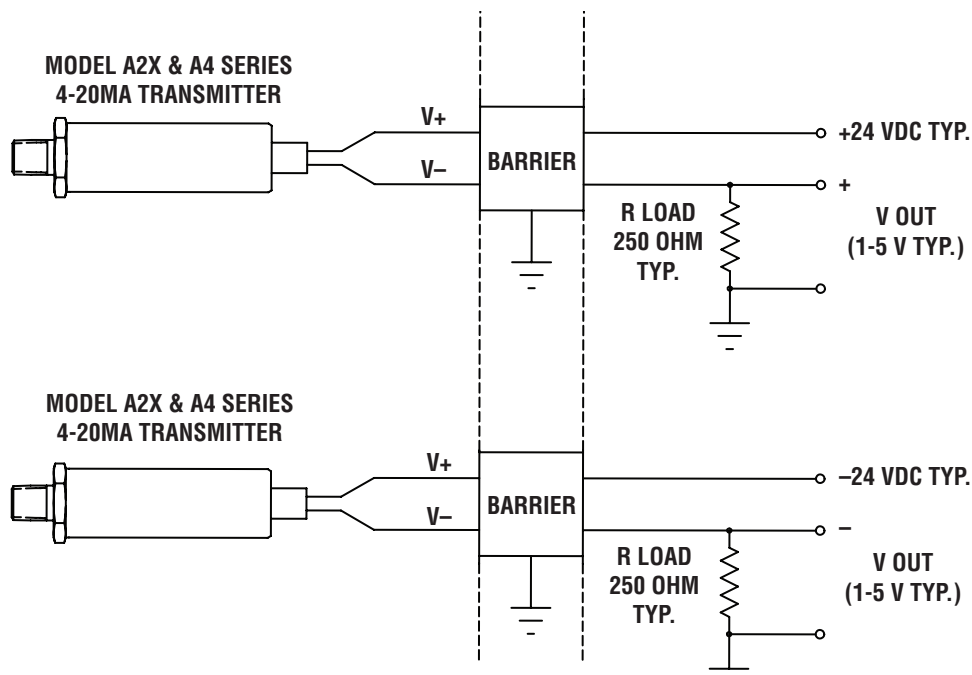 MODEL A2X & A4 SERIES
4-20MA TRANSMITTER
V+
V–
BARRIER
+24 VDC TYP.
+
R LOAD
250 OHM
TYP.
V OUT
(1-5 V TYP.)
MODEL A2X & A4 SERIES
4-20MA TRANSMITTER
V+
V–
BARRIER
–24 VDC TYP.
–
R LOAD
250 OHM
TYP.
V OUT
(1-5 V TYP.)